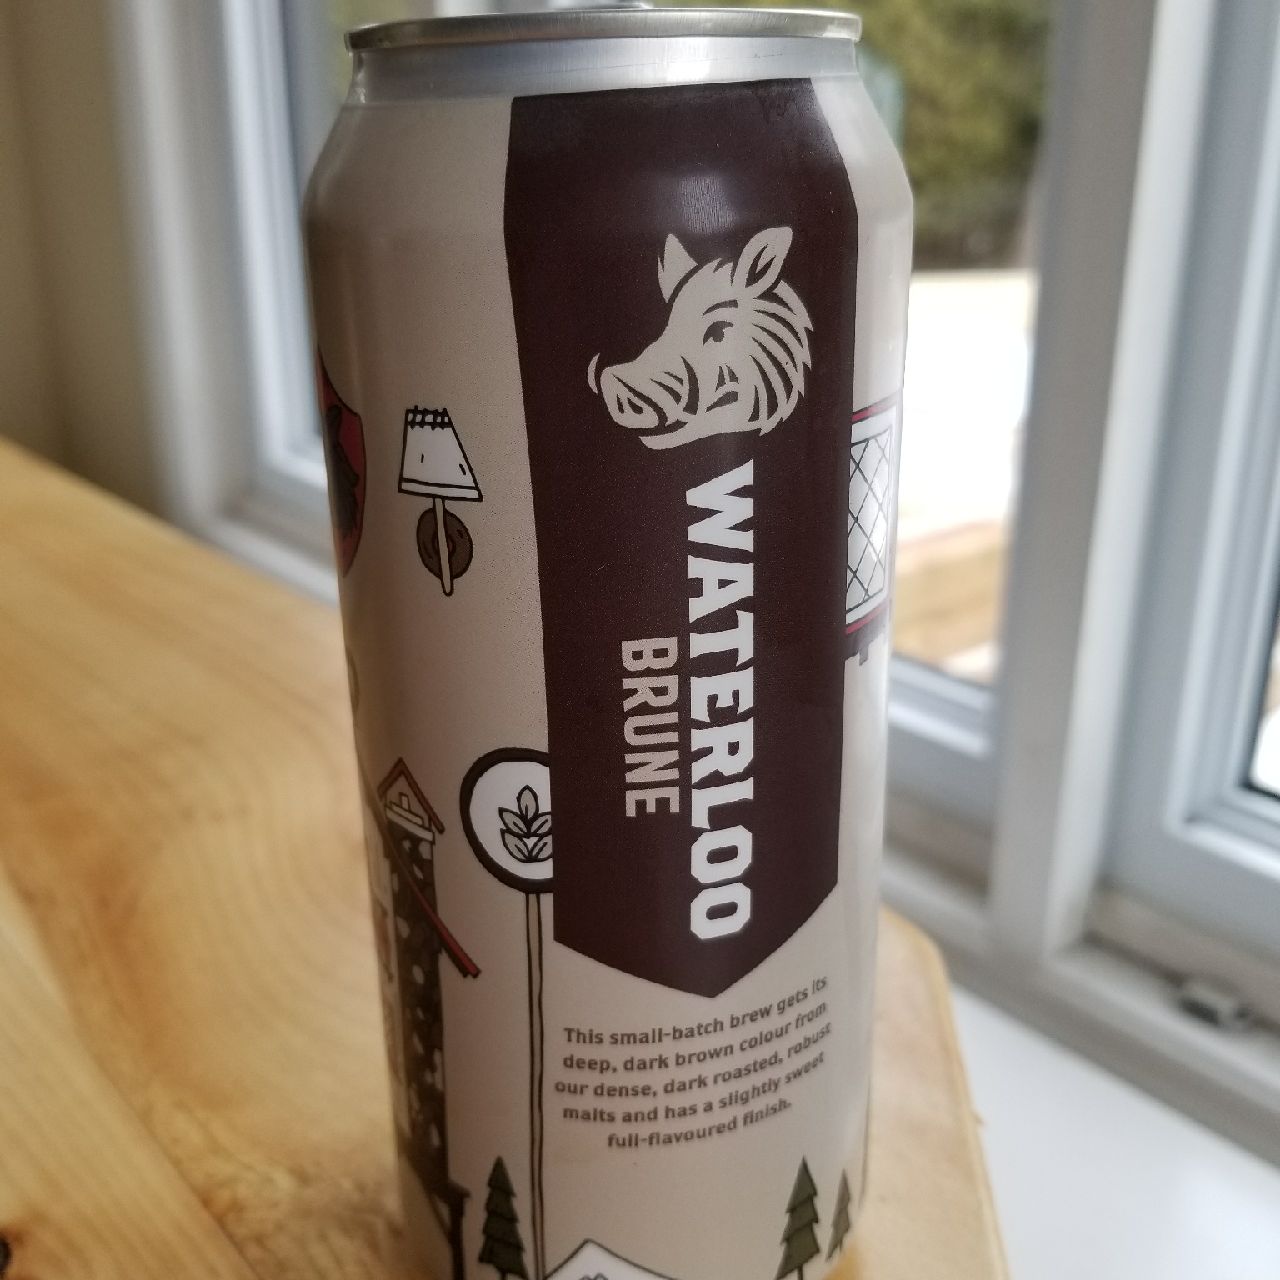 WATERLOO
BRUNE
This small-batch brew gets its
deep, dark brown colour from
our dense, dark roasted, robust
malts and has a slightly sweet
full-flavoured finish.